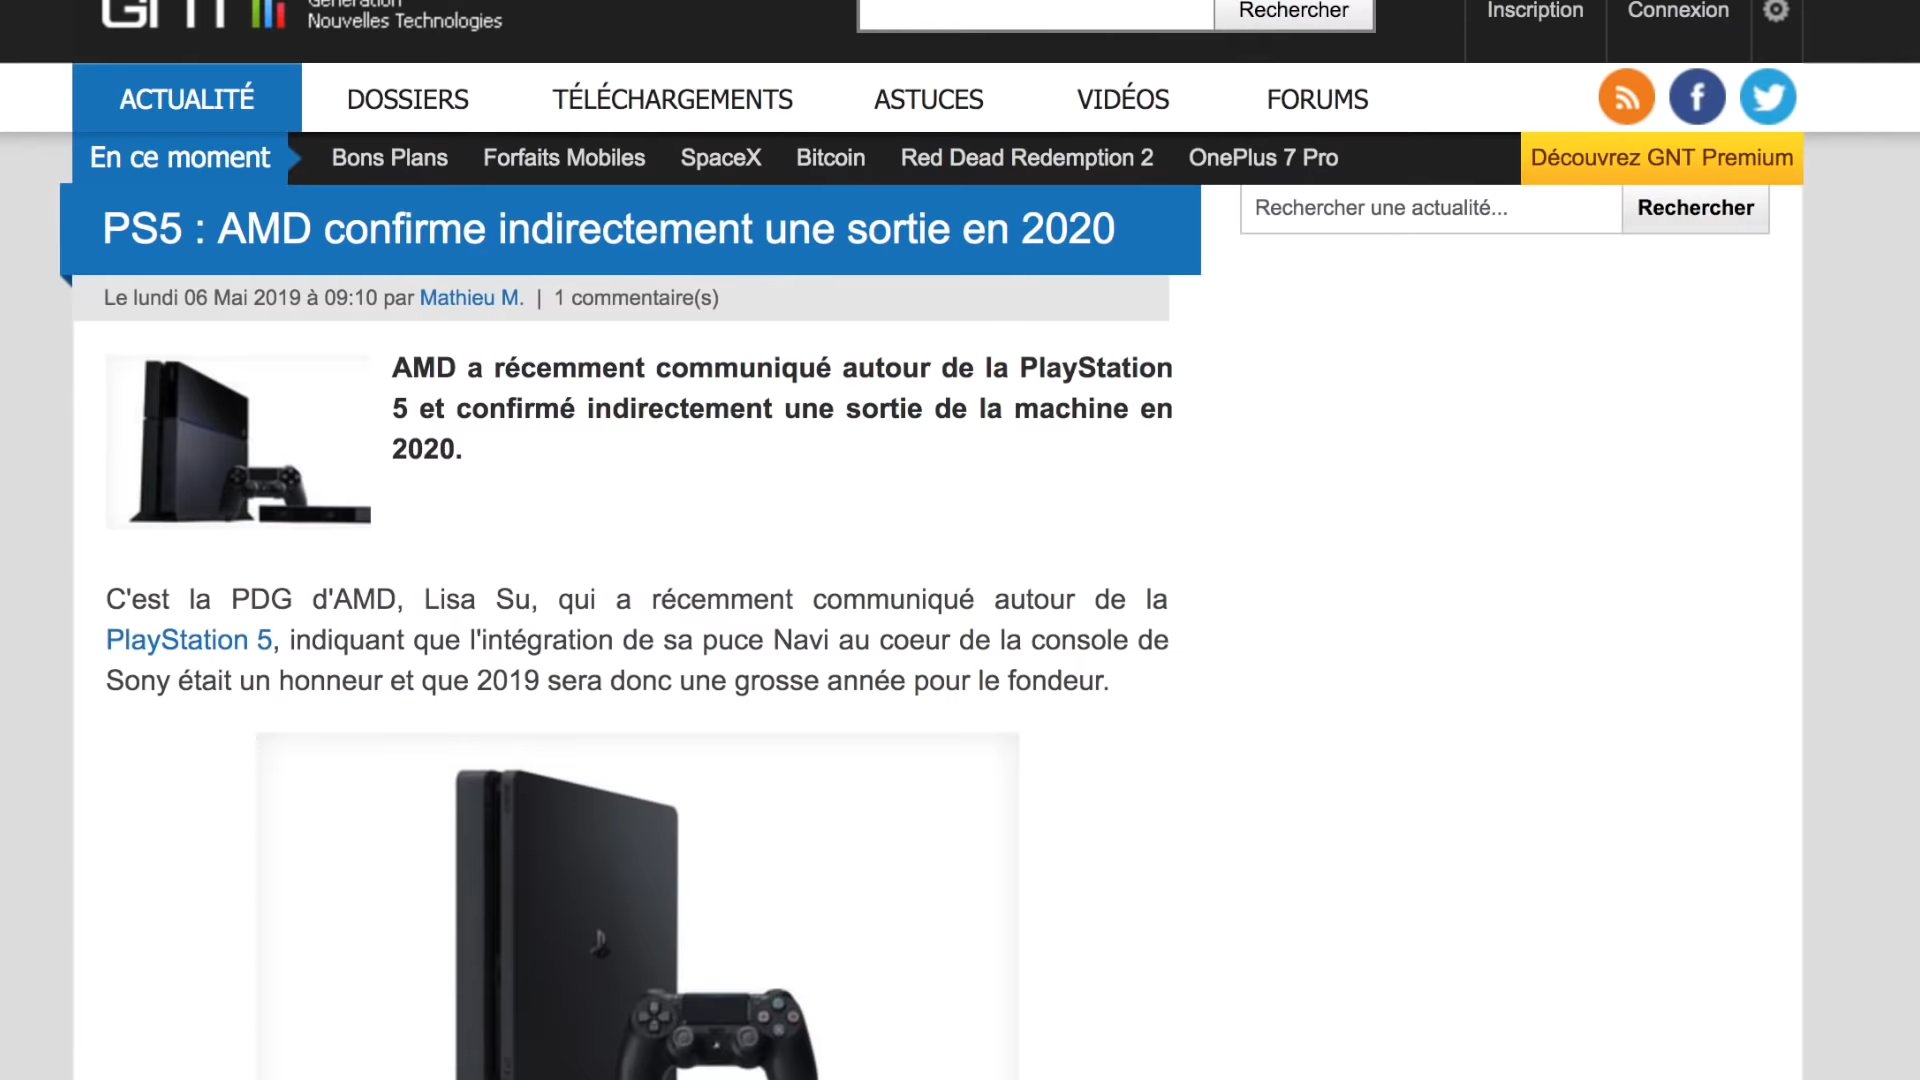 GNT
Génération
Nouvelles Technologies
Rechercher
Inscription
Connexion
ACTUALITÉ
DOSSIERS
TÉLÉCHARGEMENTS
ASTUCES
VIDÉOS
FORUMS
En ce moment
Bons Plans
Forfaits Mobiles
SpaceX
Bitcoin
Red Dead Redemption 2
OnePlus 7 Pro
Découvrez GNT Premium
PS5 : AMD confirme indirectement une sortie en 2020
Rechercher une actualité...
Rechercher
Le lundi 06 Mai 2019 à 09:10 par Mathieu M. | 1 commentaire(s)
AMD a récemment communiqué autour de la PlayStation
5 et confirmé indirectement une sortie de la machine en
2020.
C'est la PDG d'AMD, Lisa Su, qui a récemment communiqué autour de la
PlayStation 5, indiquant que l'intégration de sa puce Navi au coeur de la console de
Sony était un honneur et que 2019 sera donc une grosse année pour le fondeur.